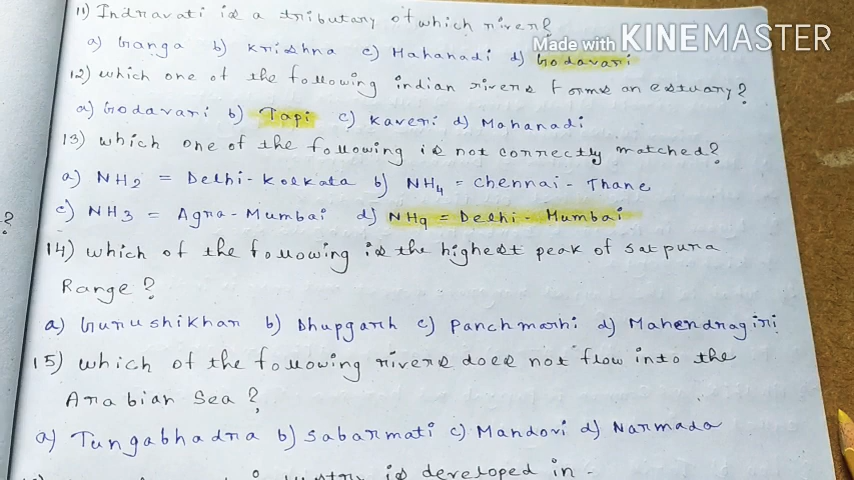 11) Indravati is a tributary of which river?
Made with KINEMASTER
a) Ganga b) Krishna c) Mahanadi d) Godavari
12) which one of the following indian rivers forms an estuary?
a) Godavari b) Tapi c) Kaveri d) Mahanadi
13) which one of the following is not correctly matched?
a) NH2 = Delhi-Kolkata b) NH4 = Chennai - Thane
c) NH3 = Agra-Mumbai d) NH9 = Delhi - Mumbai
?
14) which of the following is the highest peak of satpura
Range?
a) Gurushikhar b) Dhupgarh c) Panchmarhi d) Mahendragiri
15) which of the following rivers does not flow into the
Arabian Sea?
a) Tungabhadra b) Sabarmati c) Mandovi d) Narmada
is developed in -